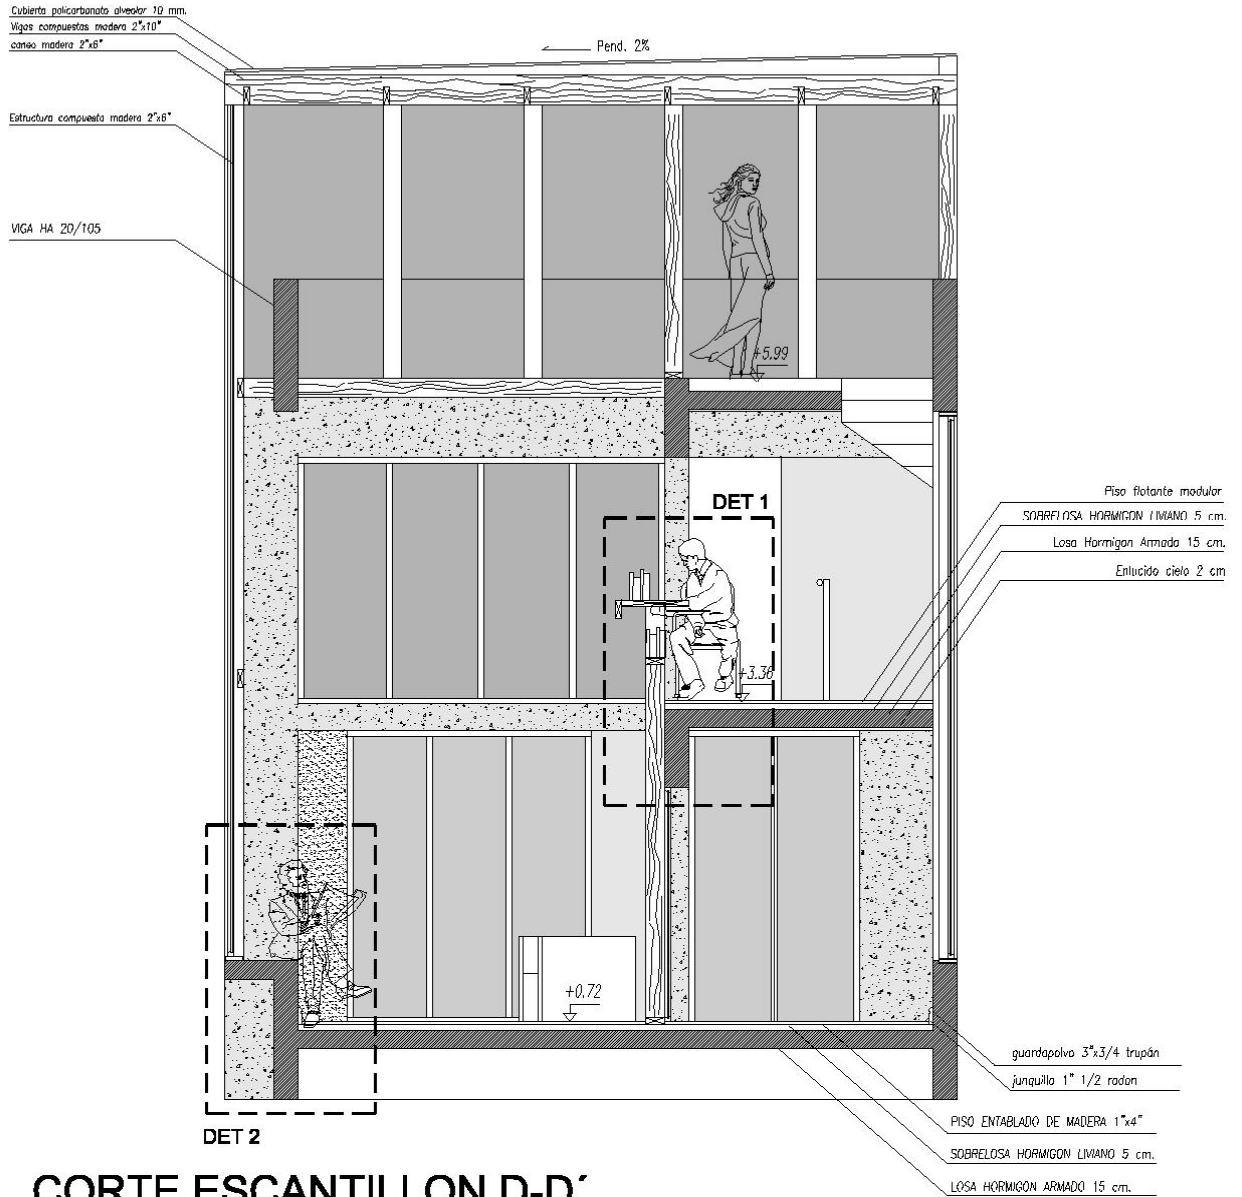 Cubierta policarbonato alveolar 10 mm.
Vigas compuestas madera 2"x10"
caneo madera 2"x6"
Pend. 2%
Estructura compuesta madera 2"x6"
VIGA HA 20/105
+5.99
DET 1
Piso flotante modular
SOBRELOSA HORMIGON LIVIANO 5 cm.
Losa Hormigon Armado 15 cm.
Enlucido cielo 2 cm
+3.36
+0.72
guardapolvo 3"x3/4 trupán
junquillo 1" 1/2 rodon
PISO ENTABLADO DE MADERA 1"x4"
SOBRELOSA HORMIGON LIVIANO 5 cm.
LOSA HORMIGON ARMADO 15 cm.
DET 2
CORTE ESCANTILLON D-D´